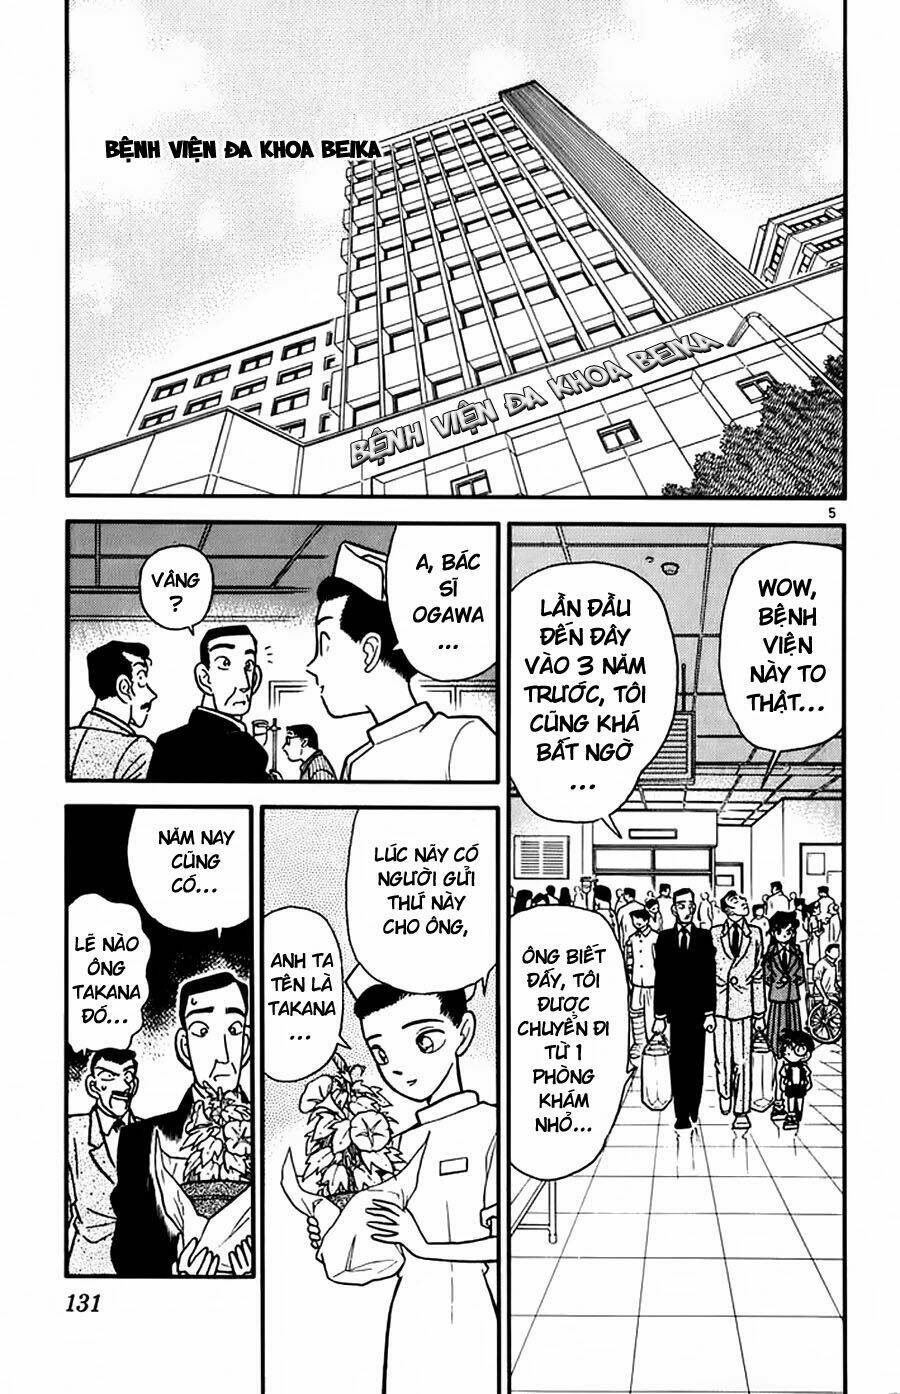 BỆNH VIỆN ĐA KHOA BEIKA
BỆNH VIỆN ĐA KHOA BEIKA
5
WOW,
BỆNH
VIỆN
NÀY TO
THẬT...
LẦN ĐẦU
ĐẾN ĐÂY
VÀO 3 NĂM
TRƯỚC, TÔI
CŨNG KHÁ
BẤT NGỜ
...
ÔNG BIẾT
ĐẤY, TÔI
ĐƯỢC
CHUYỂN ĐI
TỪ 1
PHÒNG
KHÁM
NHỎ...
A, BÁC
SĨ
OGAWA
...
VÂNG
?
LÚC NÃY CÓ
NGƯỜI GỬI
THỨ NÀY
CHO ÔNG,
ANH TA
TÊN LÀ
TAKANA
...
NĂM NAY
CŨNG
CÓ...
LẼ NÀO
ÔNG
TAKANA
ĐÓ...
131